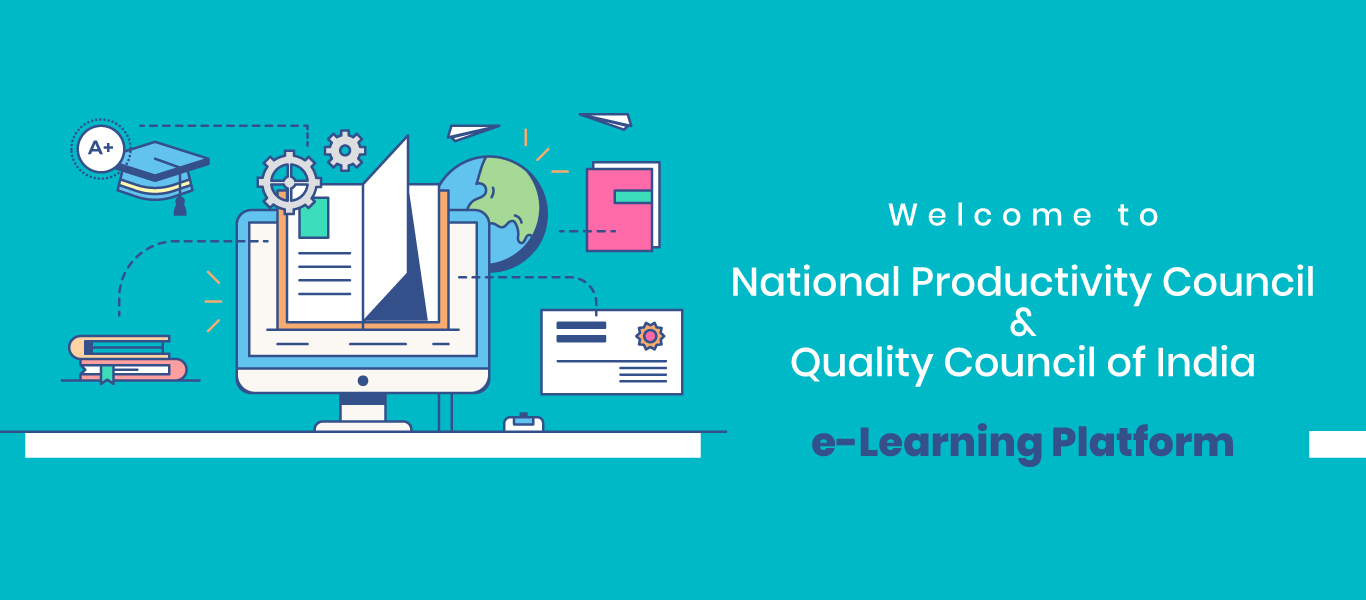 A+
Welcome to
National Productivity Council
&
Quality Council of India
e-Learning Platform